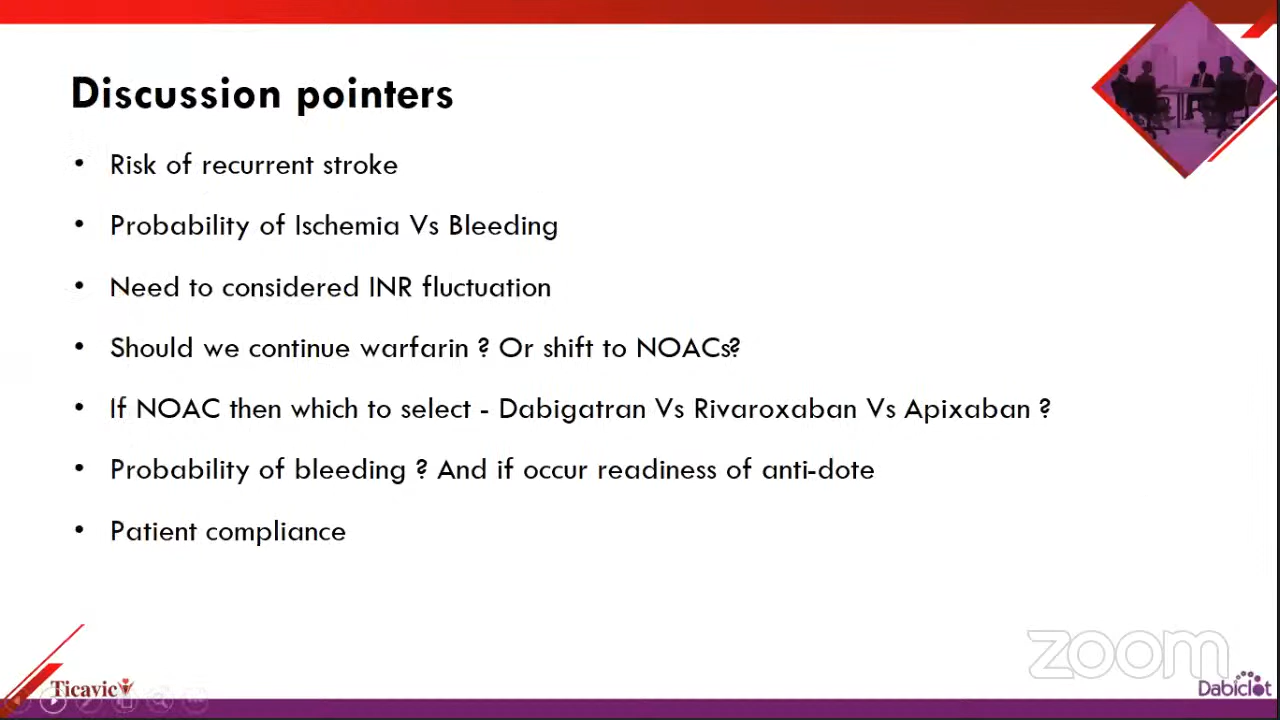 Discussion pointers
• Risk of recurrent stroke
• Probability of Ischemia Vs Bleeding
• Need to considered INR fluctuation
• Should we continue warfarin ? Or shift to NOACs?
• If NOAC then which to select - Dabigatran Vs Rivaroxaban Vs Apixaban ?
• Probability of bleeding ? And if occur readiness of anti-dote
• Patient compliance
zoom
Ticavic
Dabiclot